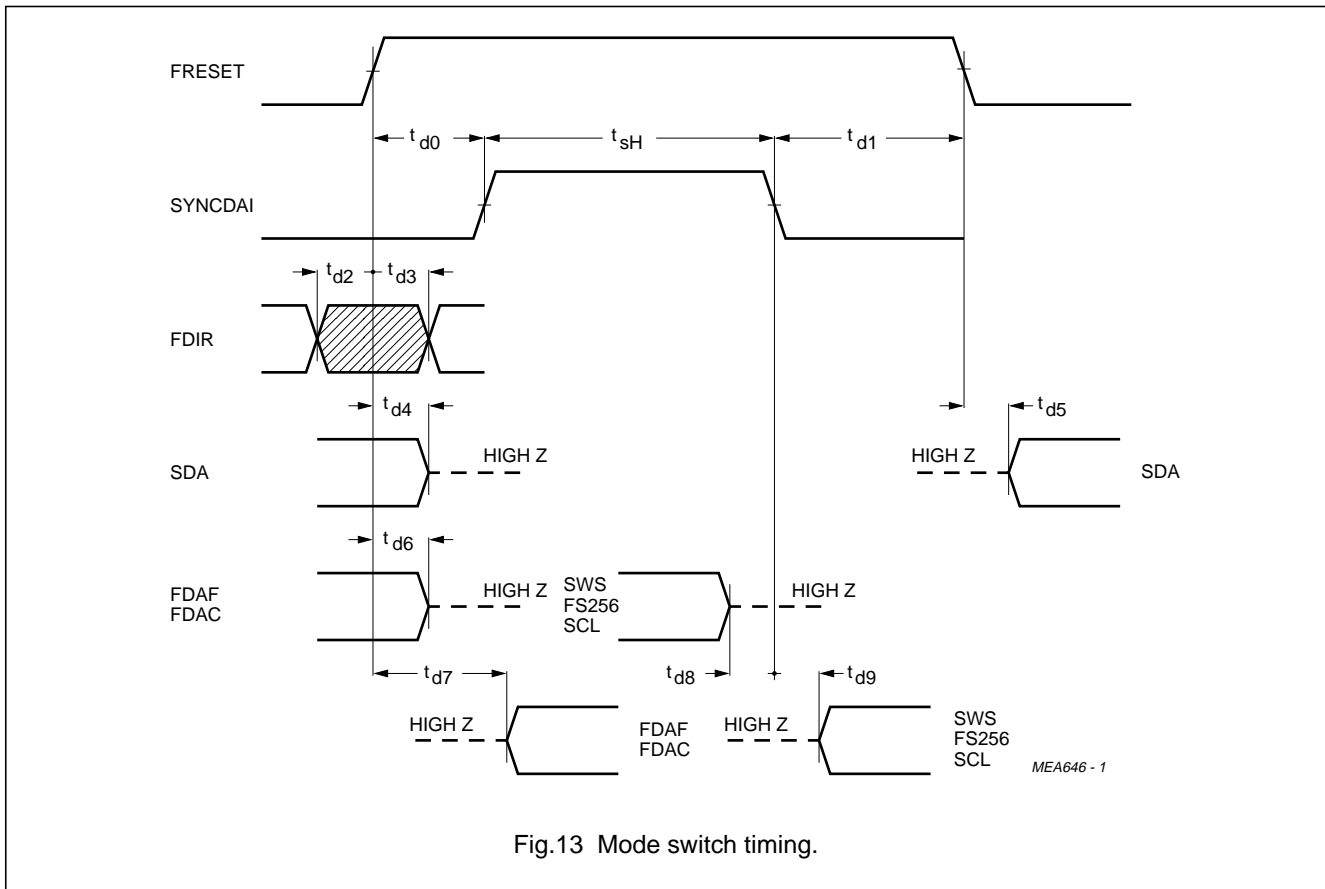 FRESET
t d0
t sH
t d1
SYNCDAI
t d2
t d3
FDIR
t d4
t d5
SDA
HIGH Z
HIGH Z
SDA
t d6
FDAF
FDAC
HIGH Z
SWS
FS256
SCL
HIGH Z
t d7
t d8
t d9
HIGH Z
FDAF
FDAC
HIGH Z
SWS
FS256
SCL
MEA646 - 1
Fig.13 Mode switch timing.